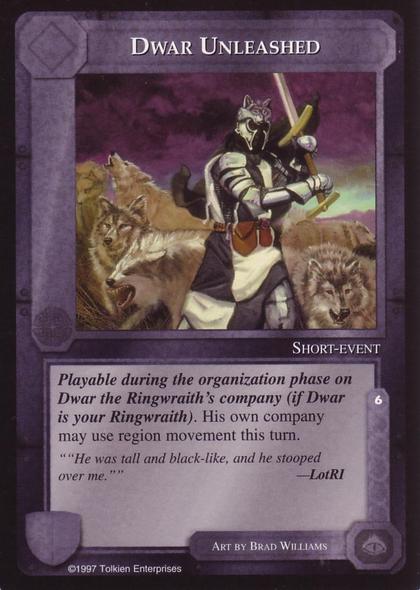 DWAR UNLEASHED
SHORT-EVENT
Playable during the organization phase on
Dwar the Ringwraith's company (if Dwar
is your Ringwraith). His own company
may use region movement this turn.
““He was tall and black-like, and he stooped
over me.”” —LotRI
6
ART BY BRAD WILLIAMS
©1997 Tolkien Enterprises